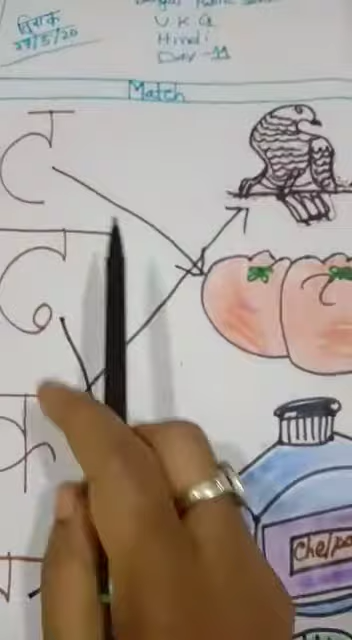 दिनांक
U.K.G
Hindi
Day -11
Match
ट
ढ
क
Chelpa